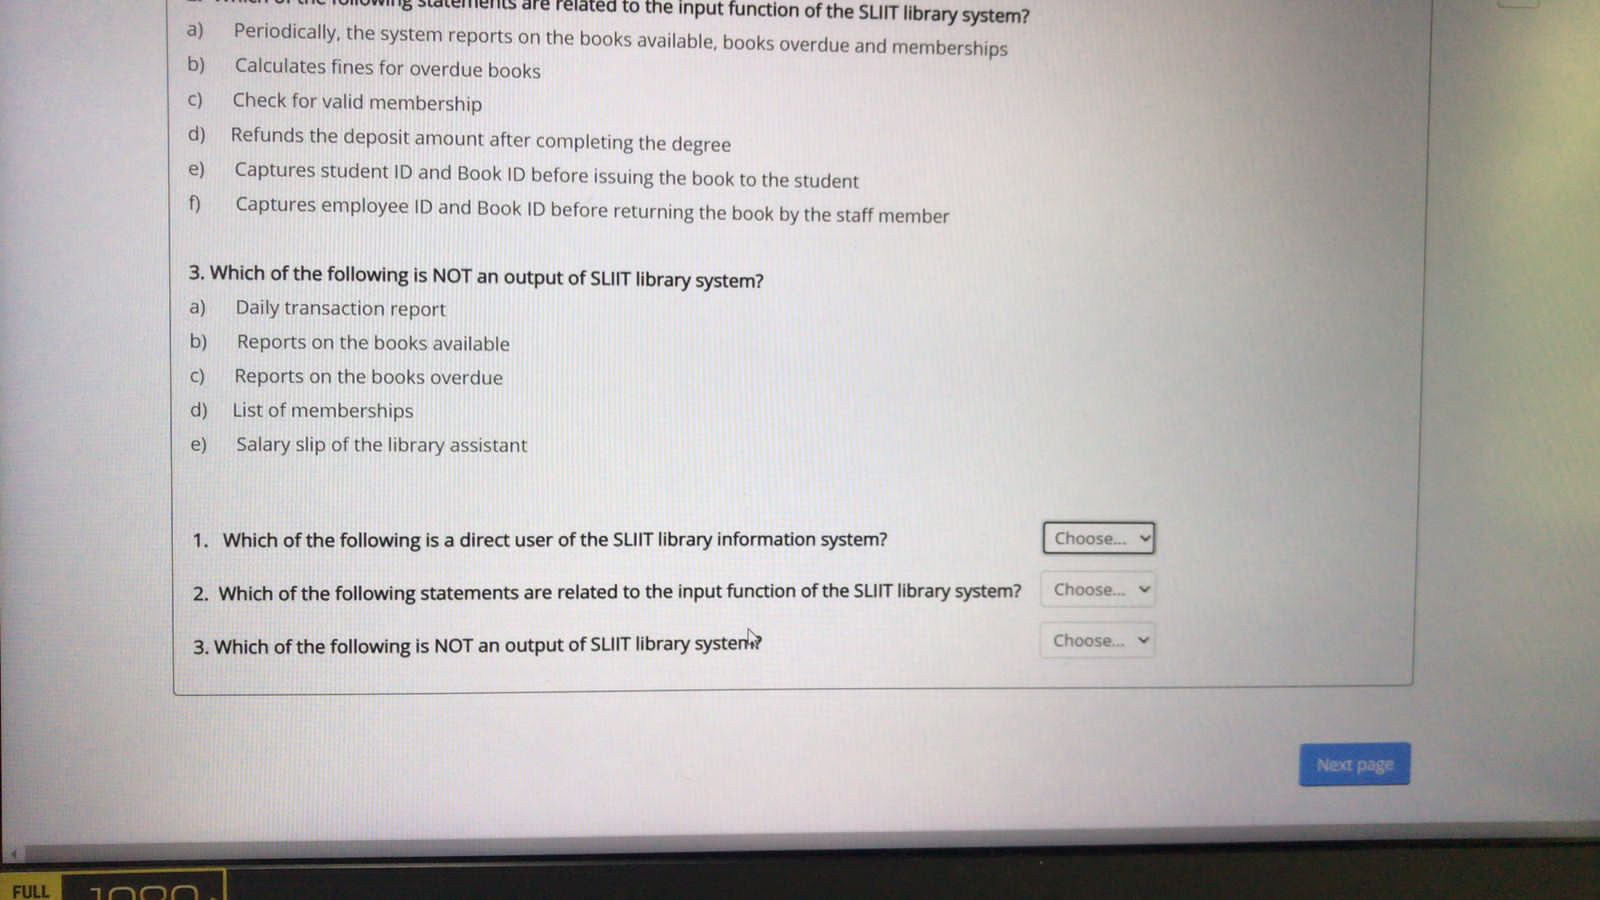 following statements are related to the input function of the SLIIT library system?
a) Periodically, the system reports on the books available, books overdue and memberships
b) Calculates fines for overdue books
c) Check for valid membership
d) Refunds the deposit amount after completing the degree
e) Captures student ID and Book ID before issuing the book to the student
f) Captures employee ID and Book ID before returning the book by the staff member
3. Which of the following is NOT an output of SLIIT library system?
a) Daily transaction report
b) Reports on the books available
c) Reports on the books overdue
d) List of memberships
e) Salary slip of the library assistant
1. Which of the following is a direct user of the SLIIT library information system? Choose...
2. Which of the following statements are related to the input function of the SLIIT library system? Choose...
3. Which of the following is NOT an output of SLIIT library system? Choose...
Next page
FULL